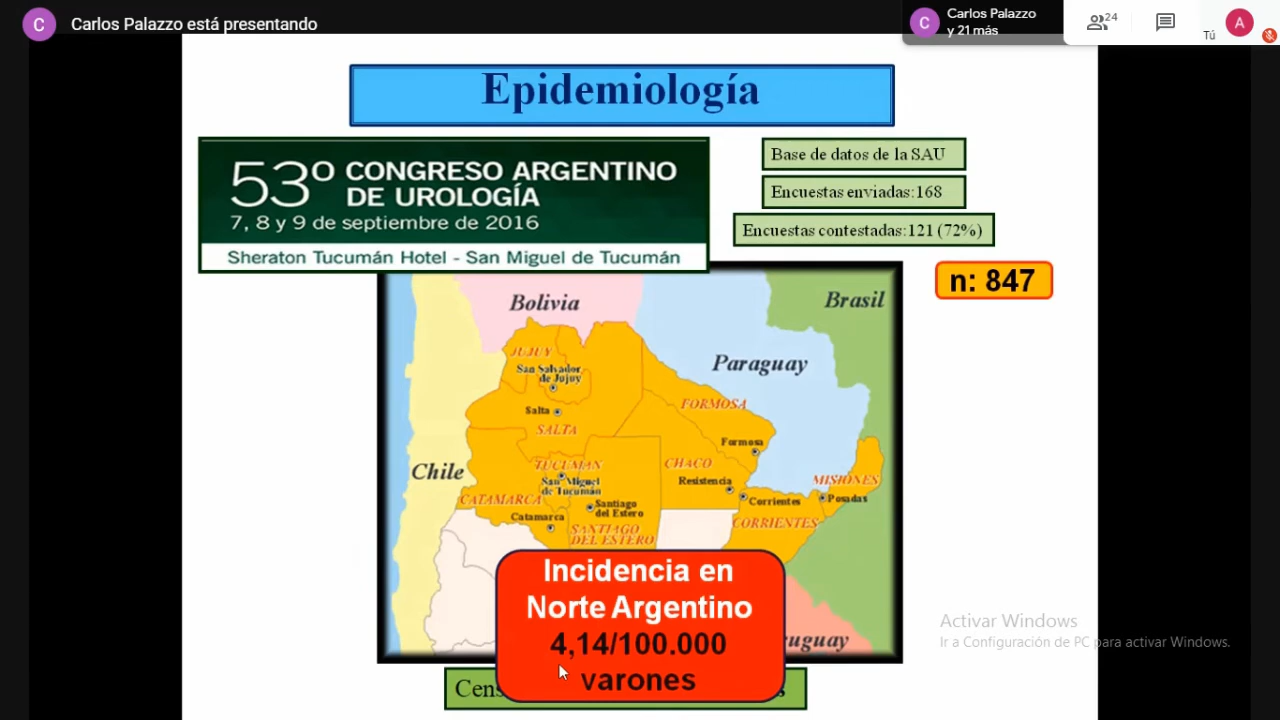 C Carlos Palazzo está presentando
C Carlos Palazzo
y 21 más
24
Tú
A
Epidemiología
53º CONGRESO ARGENTINO
DE UROLOGÍA
7, 8 y 9 de septiembre de 2016
Sheraton Tucumán Hotel - San Miguel de Tucumán
Base de datos de la SAU
Encuestas enviadas:168
Encuestas contestadas:121 (72%)
n: 847
Bolivia
Brasil
Paraguay
Chile
JUJUY
San Salvador
de Jujuy
Salta
SALTA
FORMOSA
Formosa
TUCUMAN
San Miguel
de Tucumán
CHACO
Resistencia
MISIONES
Posadas
CATAMARCA
Catamarca
Santiago
del Estero
SANTIAGO
DEL ESTERO
Corrientes
CORRIENTES
Incidencia en
Norte Argentino
4,14/100.000
varones
Activar Windows
Ir a Configuración de PC para activar Windows.